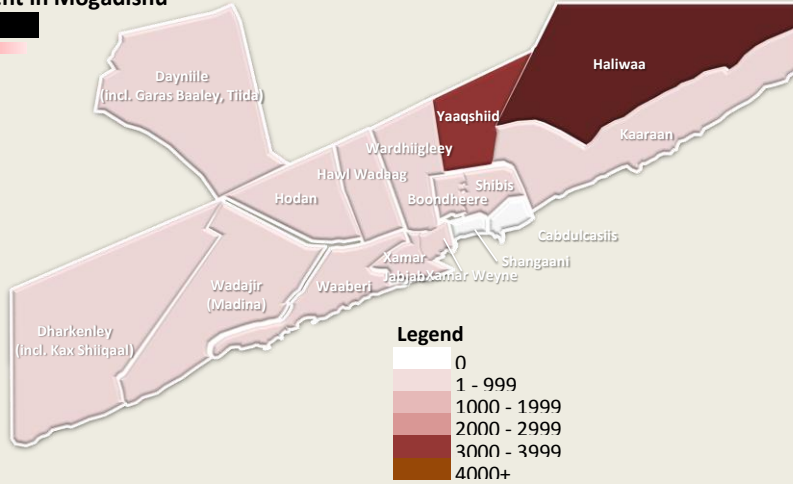 in Mogadishu
Haliwaa
Dayniile
(incl. Garas Baaley, Tiida)
Yaaqshiid
Kaaraan
Wardhiigleey
Hawl Wadaag
Shibis
Hodan
Boondheere
Cabdulcasiis
Xamar
Shangaani
Jabjab
Xamar Weyne
Wadajir
(Madina)
Waaberi
Dharkenley
(incl. Kax Shiiqaal)
Legend
0
1 - 999
1000 - 1999
2000 - 2999
3000 - 3999
4000+